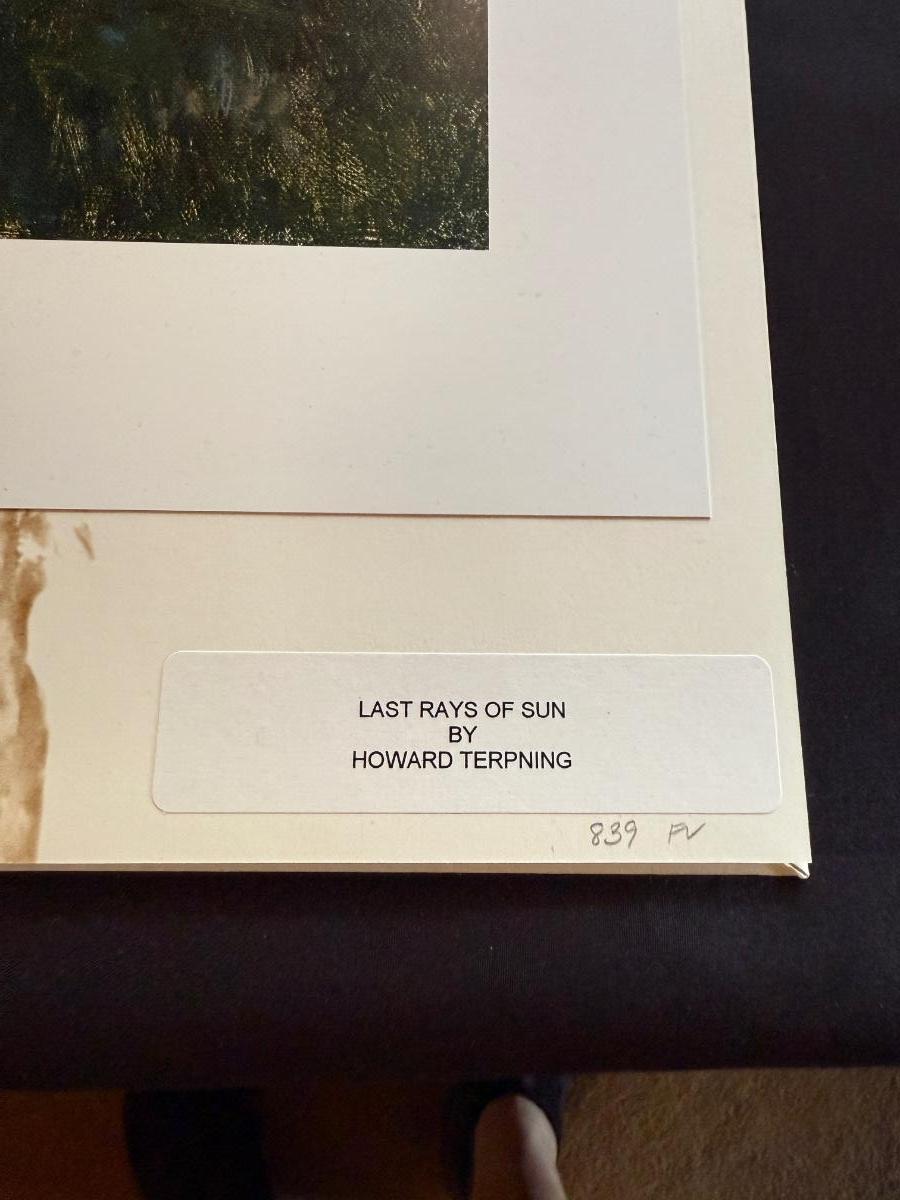 LAST RAYS OF SUN
BY
HOWARD TERPNING
839 FV